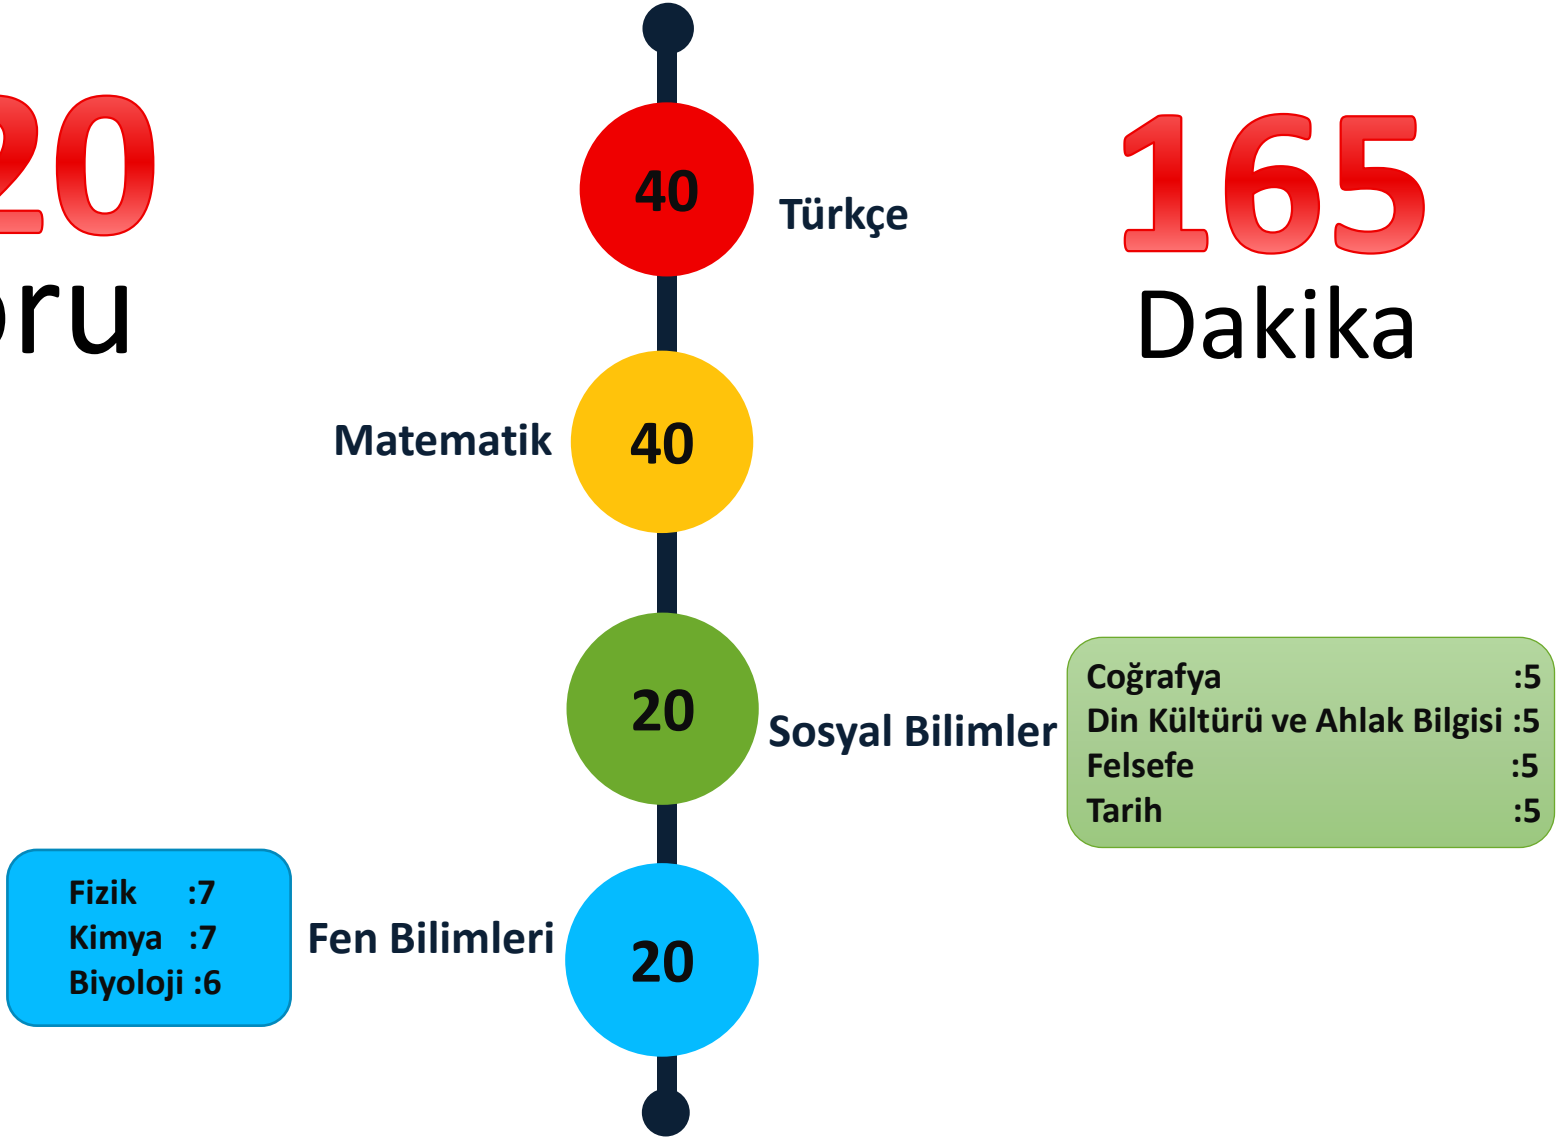 20
oru
40
Türkçe
165
Dakika
Matematik
40
20
Sosyal Bilimler
Coğrafya :5
Din Kültürü ve Ahlak Bilgisi :5
Felsefe :5
Tarih :5
Fizik :7
Kimya :7
Biyoloji :6
Fen Bilimleri
20